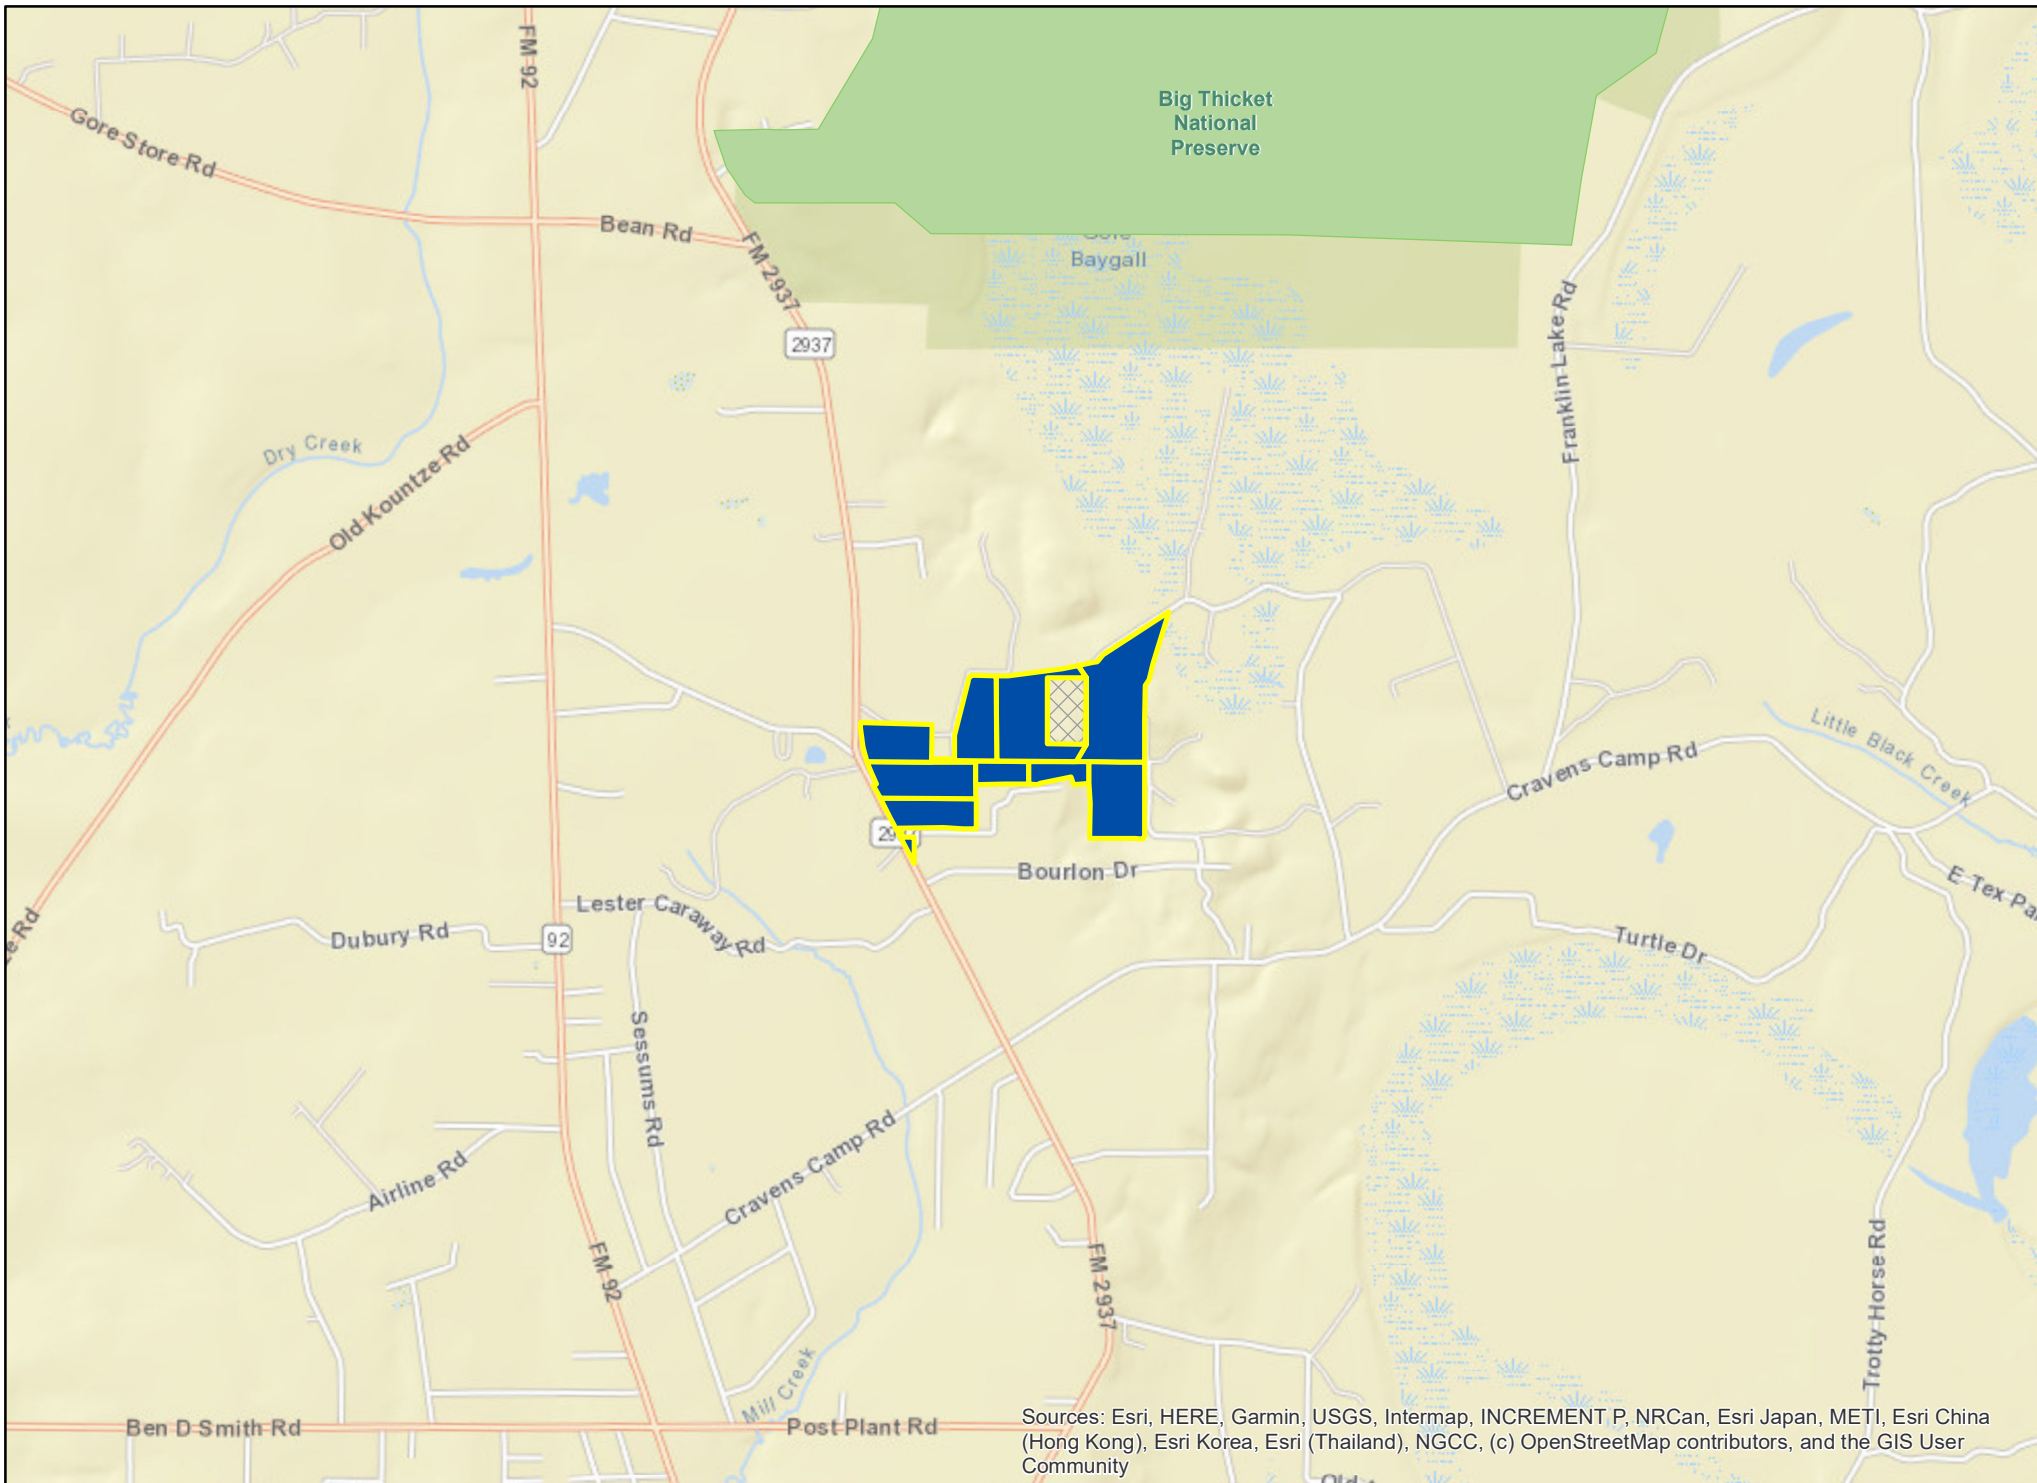 FM 92
Big Thicket
National
Preserve
Gore Store Rd
Bean Rd
FM 2937
Baygall
2937
Franklin Lake Rd
Dry Creek
Old Kountze Rd
Little Black Creek
Cravens Camp Rd
Bourlon Dr
E Tex
Lester Caraway Rd
Dubury Rd
92
Turtle Dr
Rd
Sessums Rd
Cravens Camp Rd
Airline Rd
FM 92
FM 2937
Trotty Horse Rd
Mill Creek
Ben D Smith Rd
Post Plant Rd
Sources: Esri, HERE, Garmin, USGS, Intermap, INCREMENT P, NRCan, Esri Japan, METI, Esri China
(Hong Kong), Esri Korea, Esri (Thailand), NGCC, (c) OpenStreetMap contributors, and the GIS User
Community